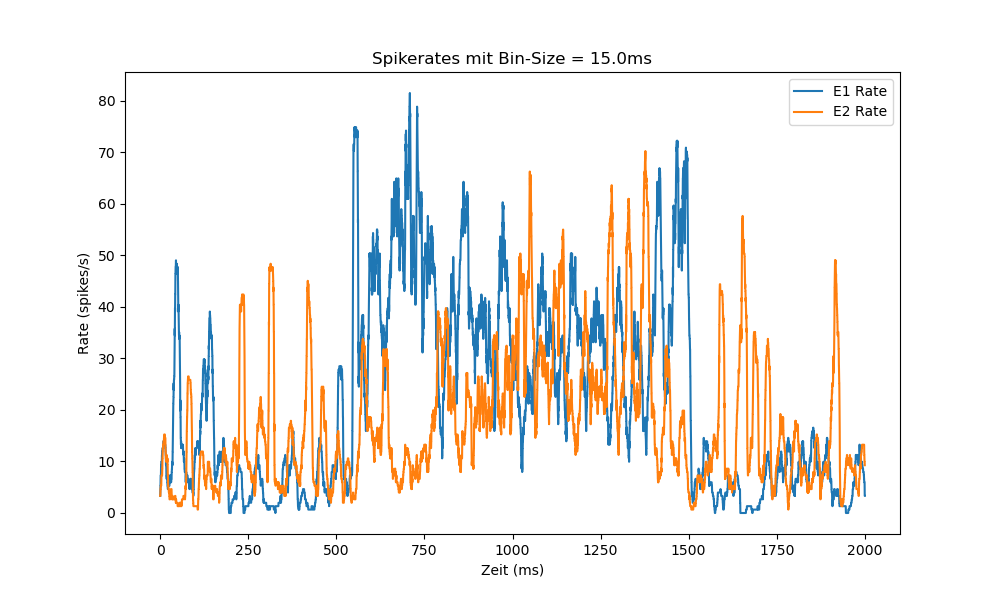 Spikerates mit Bin-Size = 15.0ms
E1 Rate
E2 Rate
80
70
60
50
40
30
20
10
0
Rate (spikes/s)
0 250 500 750 1000 1250 1500 1750 2000
Zeit (ms)